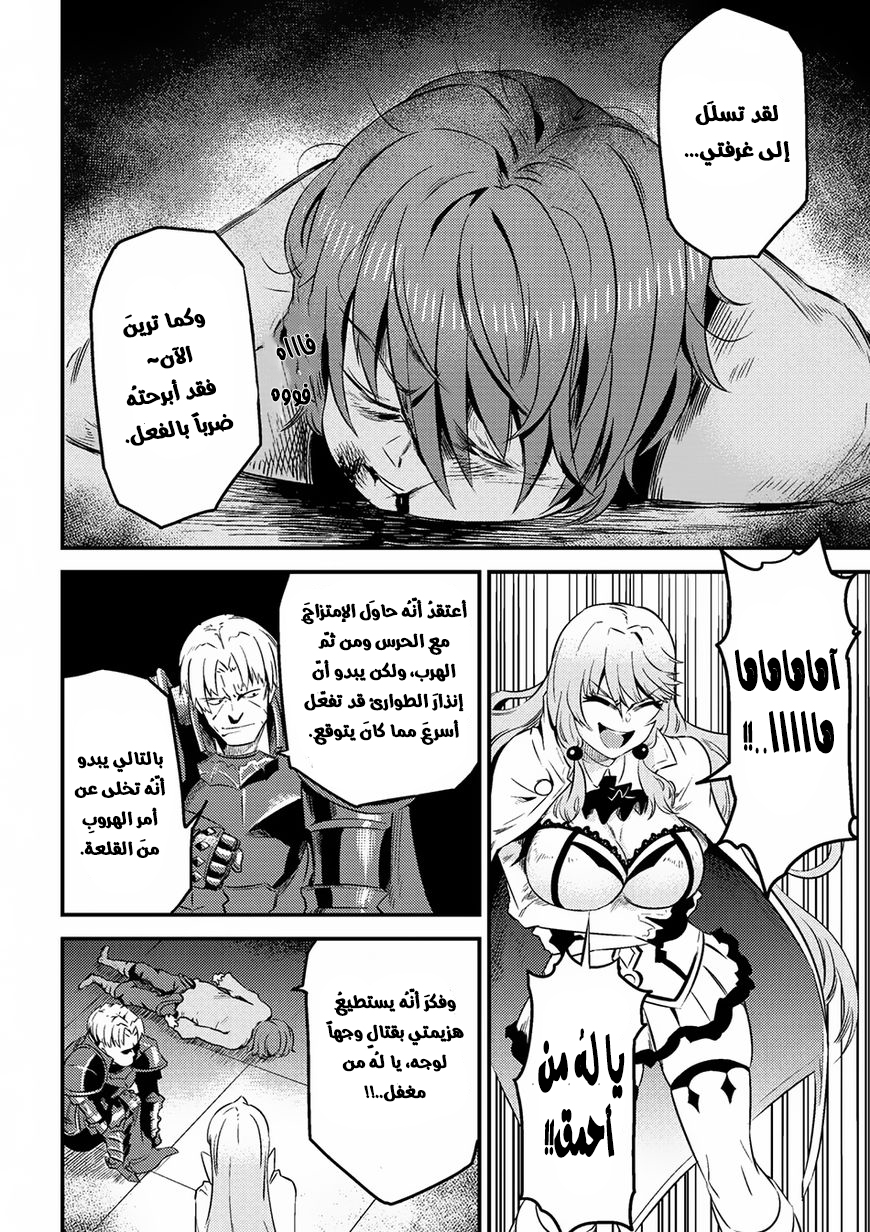 لقد تسلّل
إلى غرفتي...
وكما ترينَ
الآن~
فقد أبرحتهُ
ضرباً بالفعل.
فاااه
فووه
آهاهاهاها
هااااا..!!
يا لهُ من
أحمق!!
أعتقدُ أنّهُ حاولَ الإمتزاجَ
مع الحرس ومن ثمّ
الهرب، ولكن يبدو أنّ
إنذارَ الطوارئ قد تفعّل
أسرعَ مما كانَ يتوقع.
بالتالي يبدو
أنّهُ تخلى عن
أمر الهروبِ
منَ القلعة.
وفكرَ أنّهُ يستطيعُ
هزيمتي بقتالٍ وجهاً
لوجه، يا لهُ من
مغفل..!!